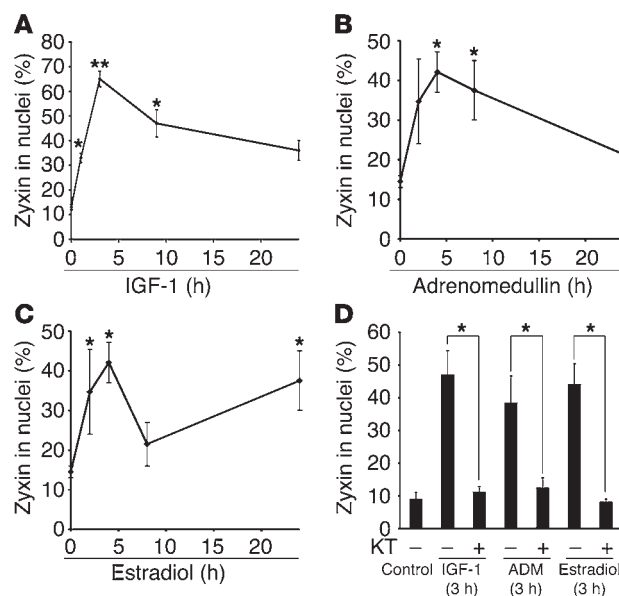 A
Zyxin in nuclei (%)
80
70
60
50
40
30
20
10
0
*
**
*
0 5 10 15 20
IGF-1 (h)
B
Zyxin in nuclei (%)
50
40
30
20
10
0
*
*
0 5 10 15 20
Adrenomedullin (h)
C
Zyxin in nuclei (%)
50
40
30
20
10
0
*
*
*
0 5 10 15 20
Estradiol (h)
D
Zyxin in nuclei (%)
60
50
40
30
20
10
0
*
*
*
KT – – + – + – +
Control IGF-1 ADM Estradiol
(3 h) (3 h) (3 h)